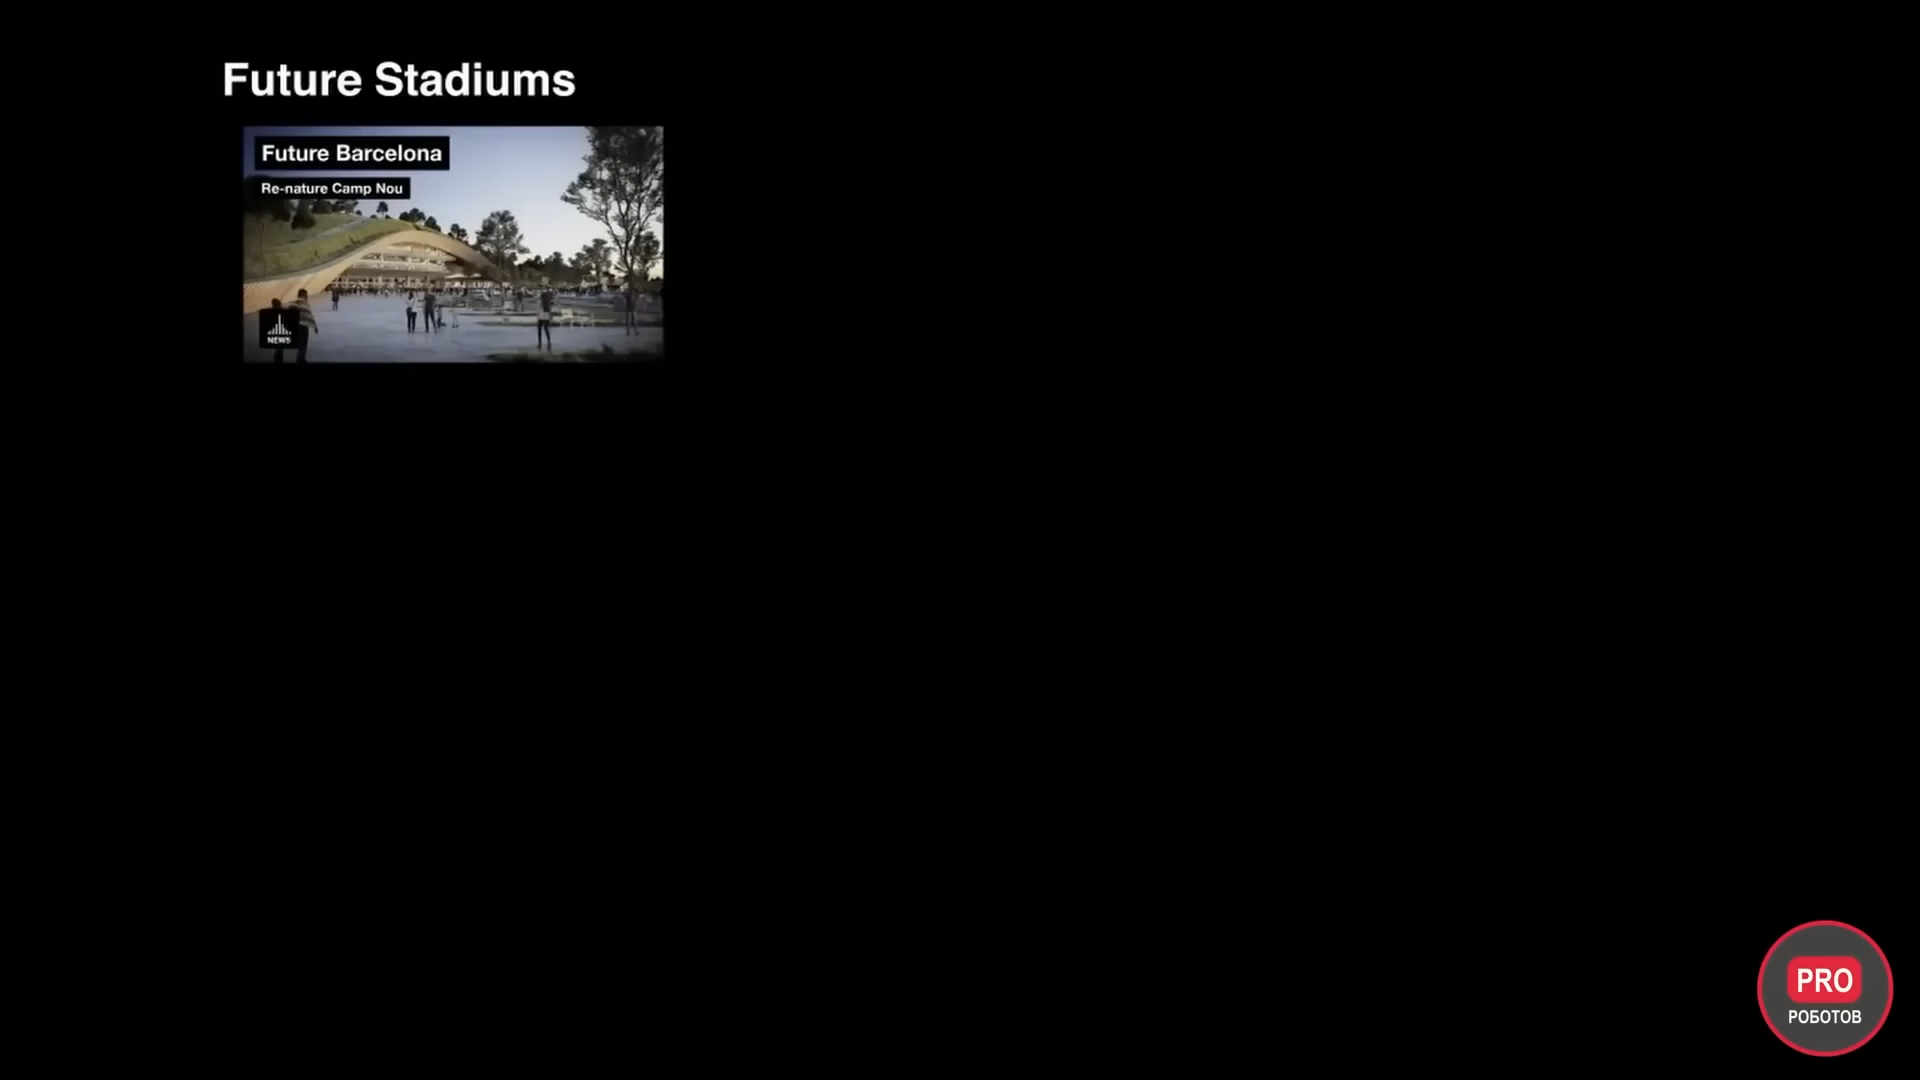 Future Stadiums
Future Barcelona
Re-nature Camp Nou
NEWS
PRO
РОБОТОВ